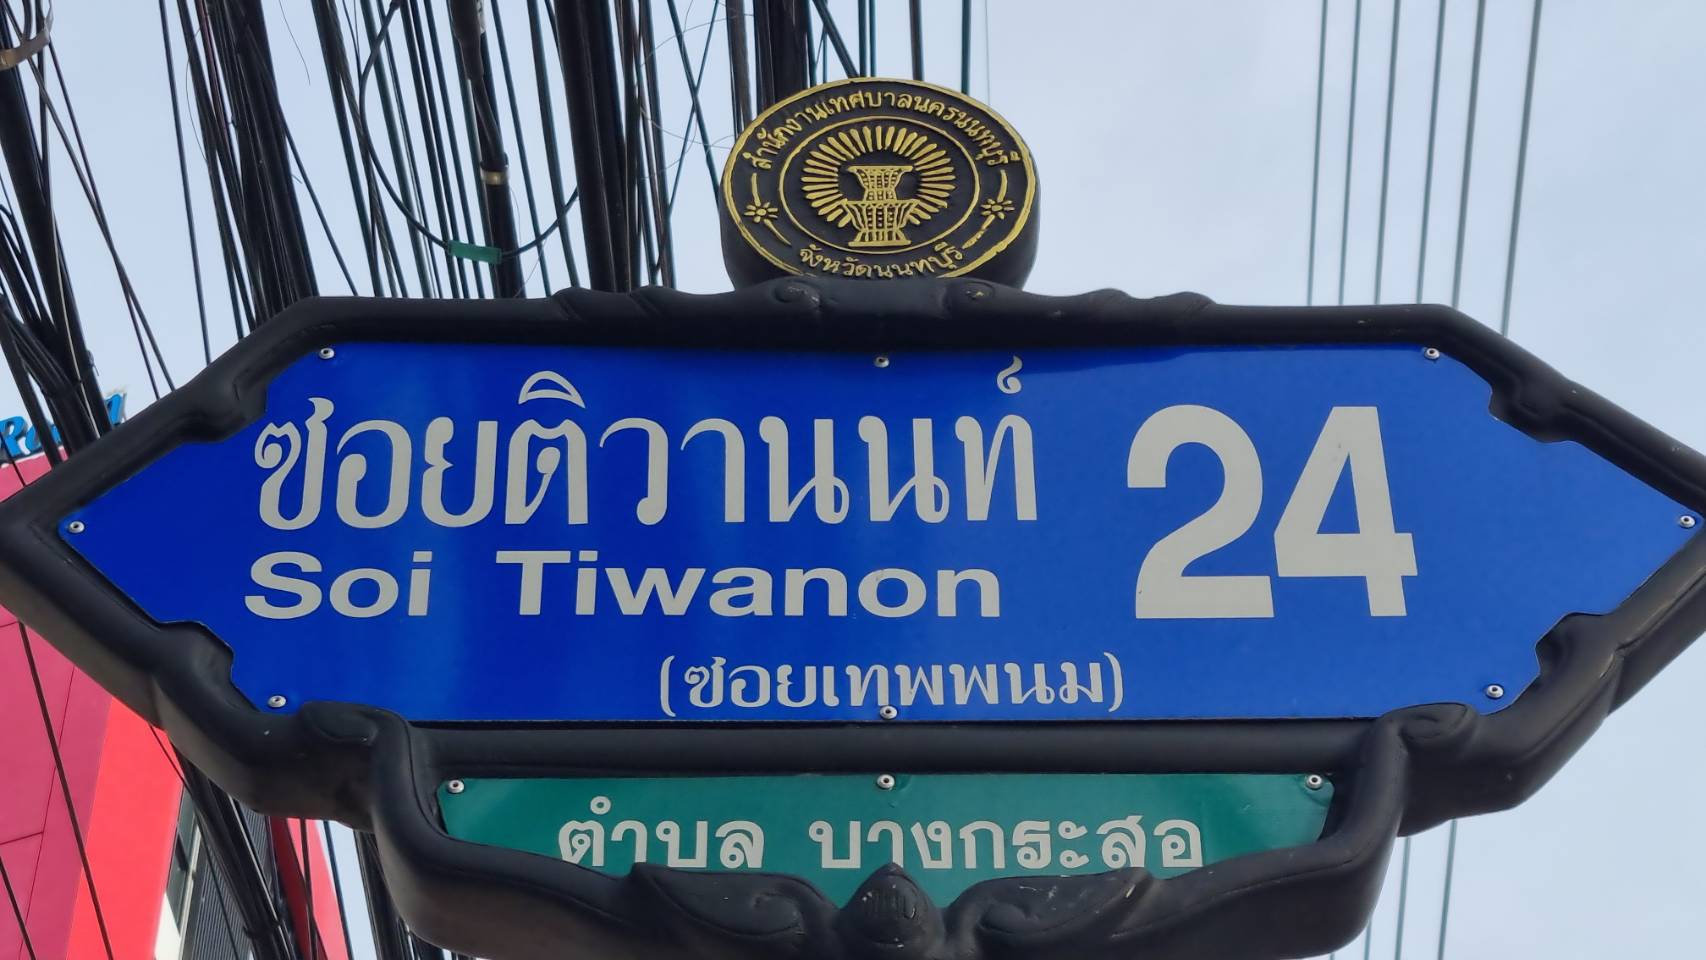 สำนักงานเทศบาลนครนนทบุรี
จังหวัดนนทบุรี
ซอยติวานนท์ 24
Soi Tiwanon
(ซอยเทพพนม)
ตำบล บางกระสอ